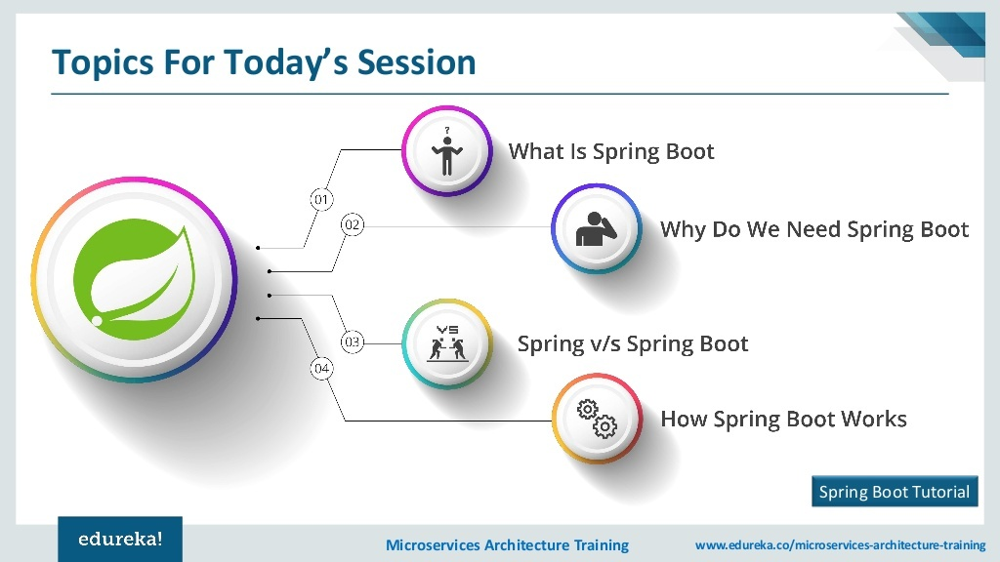 Topics For Today’s Session
?
What Is Spring Boot
01
02
Why Do We Need Spring Boot
VS
03
Spring v/s Spring Boot
04
How Spring Boot Works
Spring Boot Tutorial
edureka!
Microservices Architecture Training
www.edureka.co/microservices-architecture-training